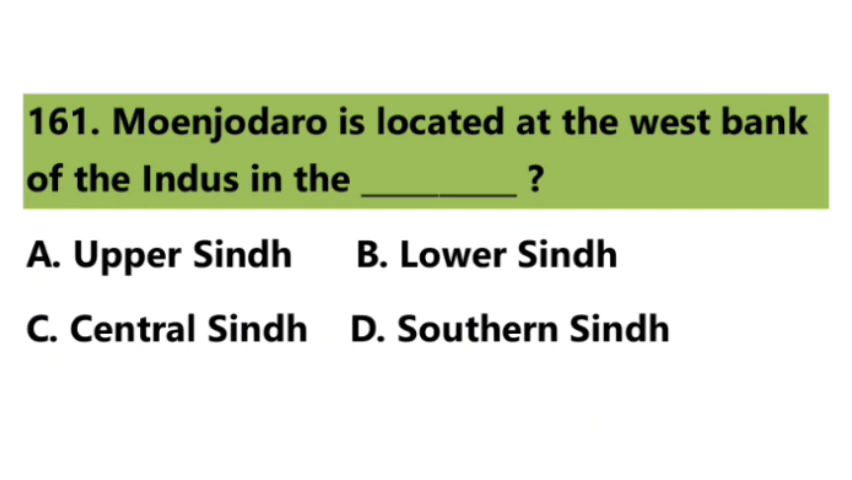 161. Moenjodaro is located at the west bank
of the Indus in the __________ ?
A. Upper Sindh B. Lower Sindh
C. Central Sindh D. Southern Sindh